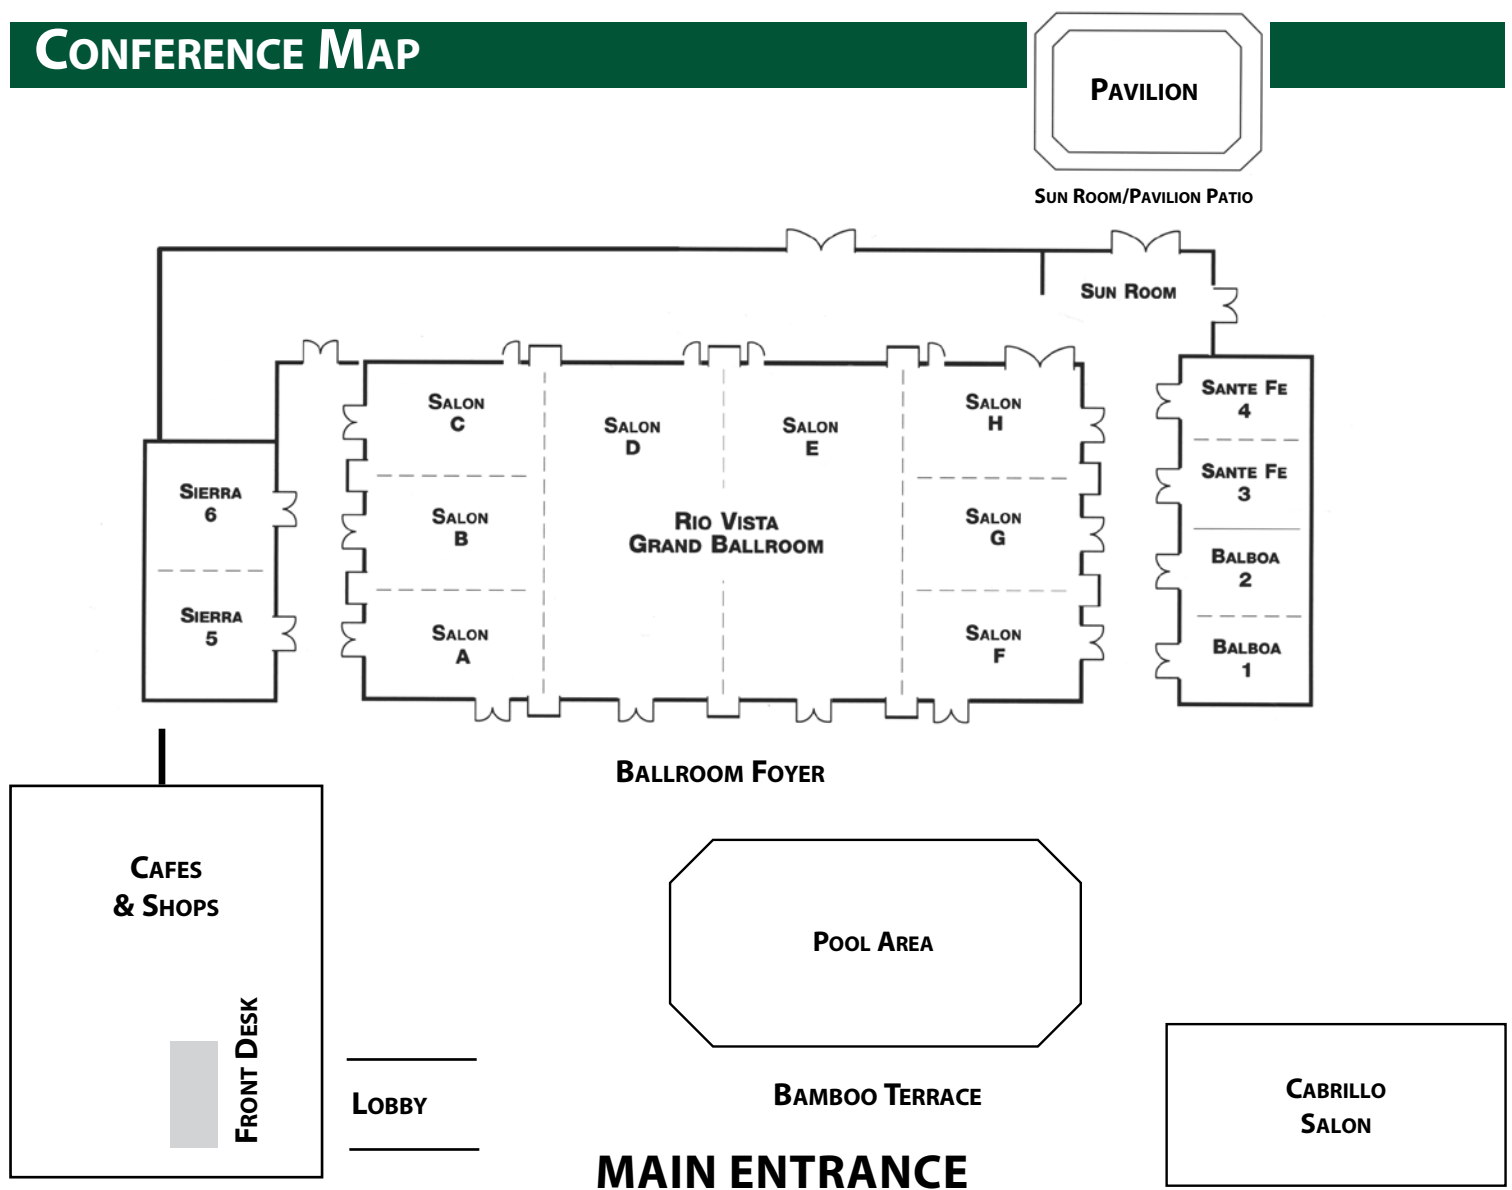 Conference Map
Pavilion
Sun Room/Pavilion Patio
Sun Room
Sante Fe
4
Sante Fe
3
Balboa
2
Balboa
1
Salon
C
Salon
D
Salon
E
Salon
H
Salon
B
Rio Vista
Grand Ballroom
Salon
G
Salon
A
Salon
F
Sierra
6
Sierra
5
Ballroom Foyer
Cafes
& Shops
Front Desk
Lobby
Pool Area
Bamboo Terrace
Cabrillo
Salon
MAIN ENTRANCE